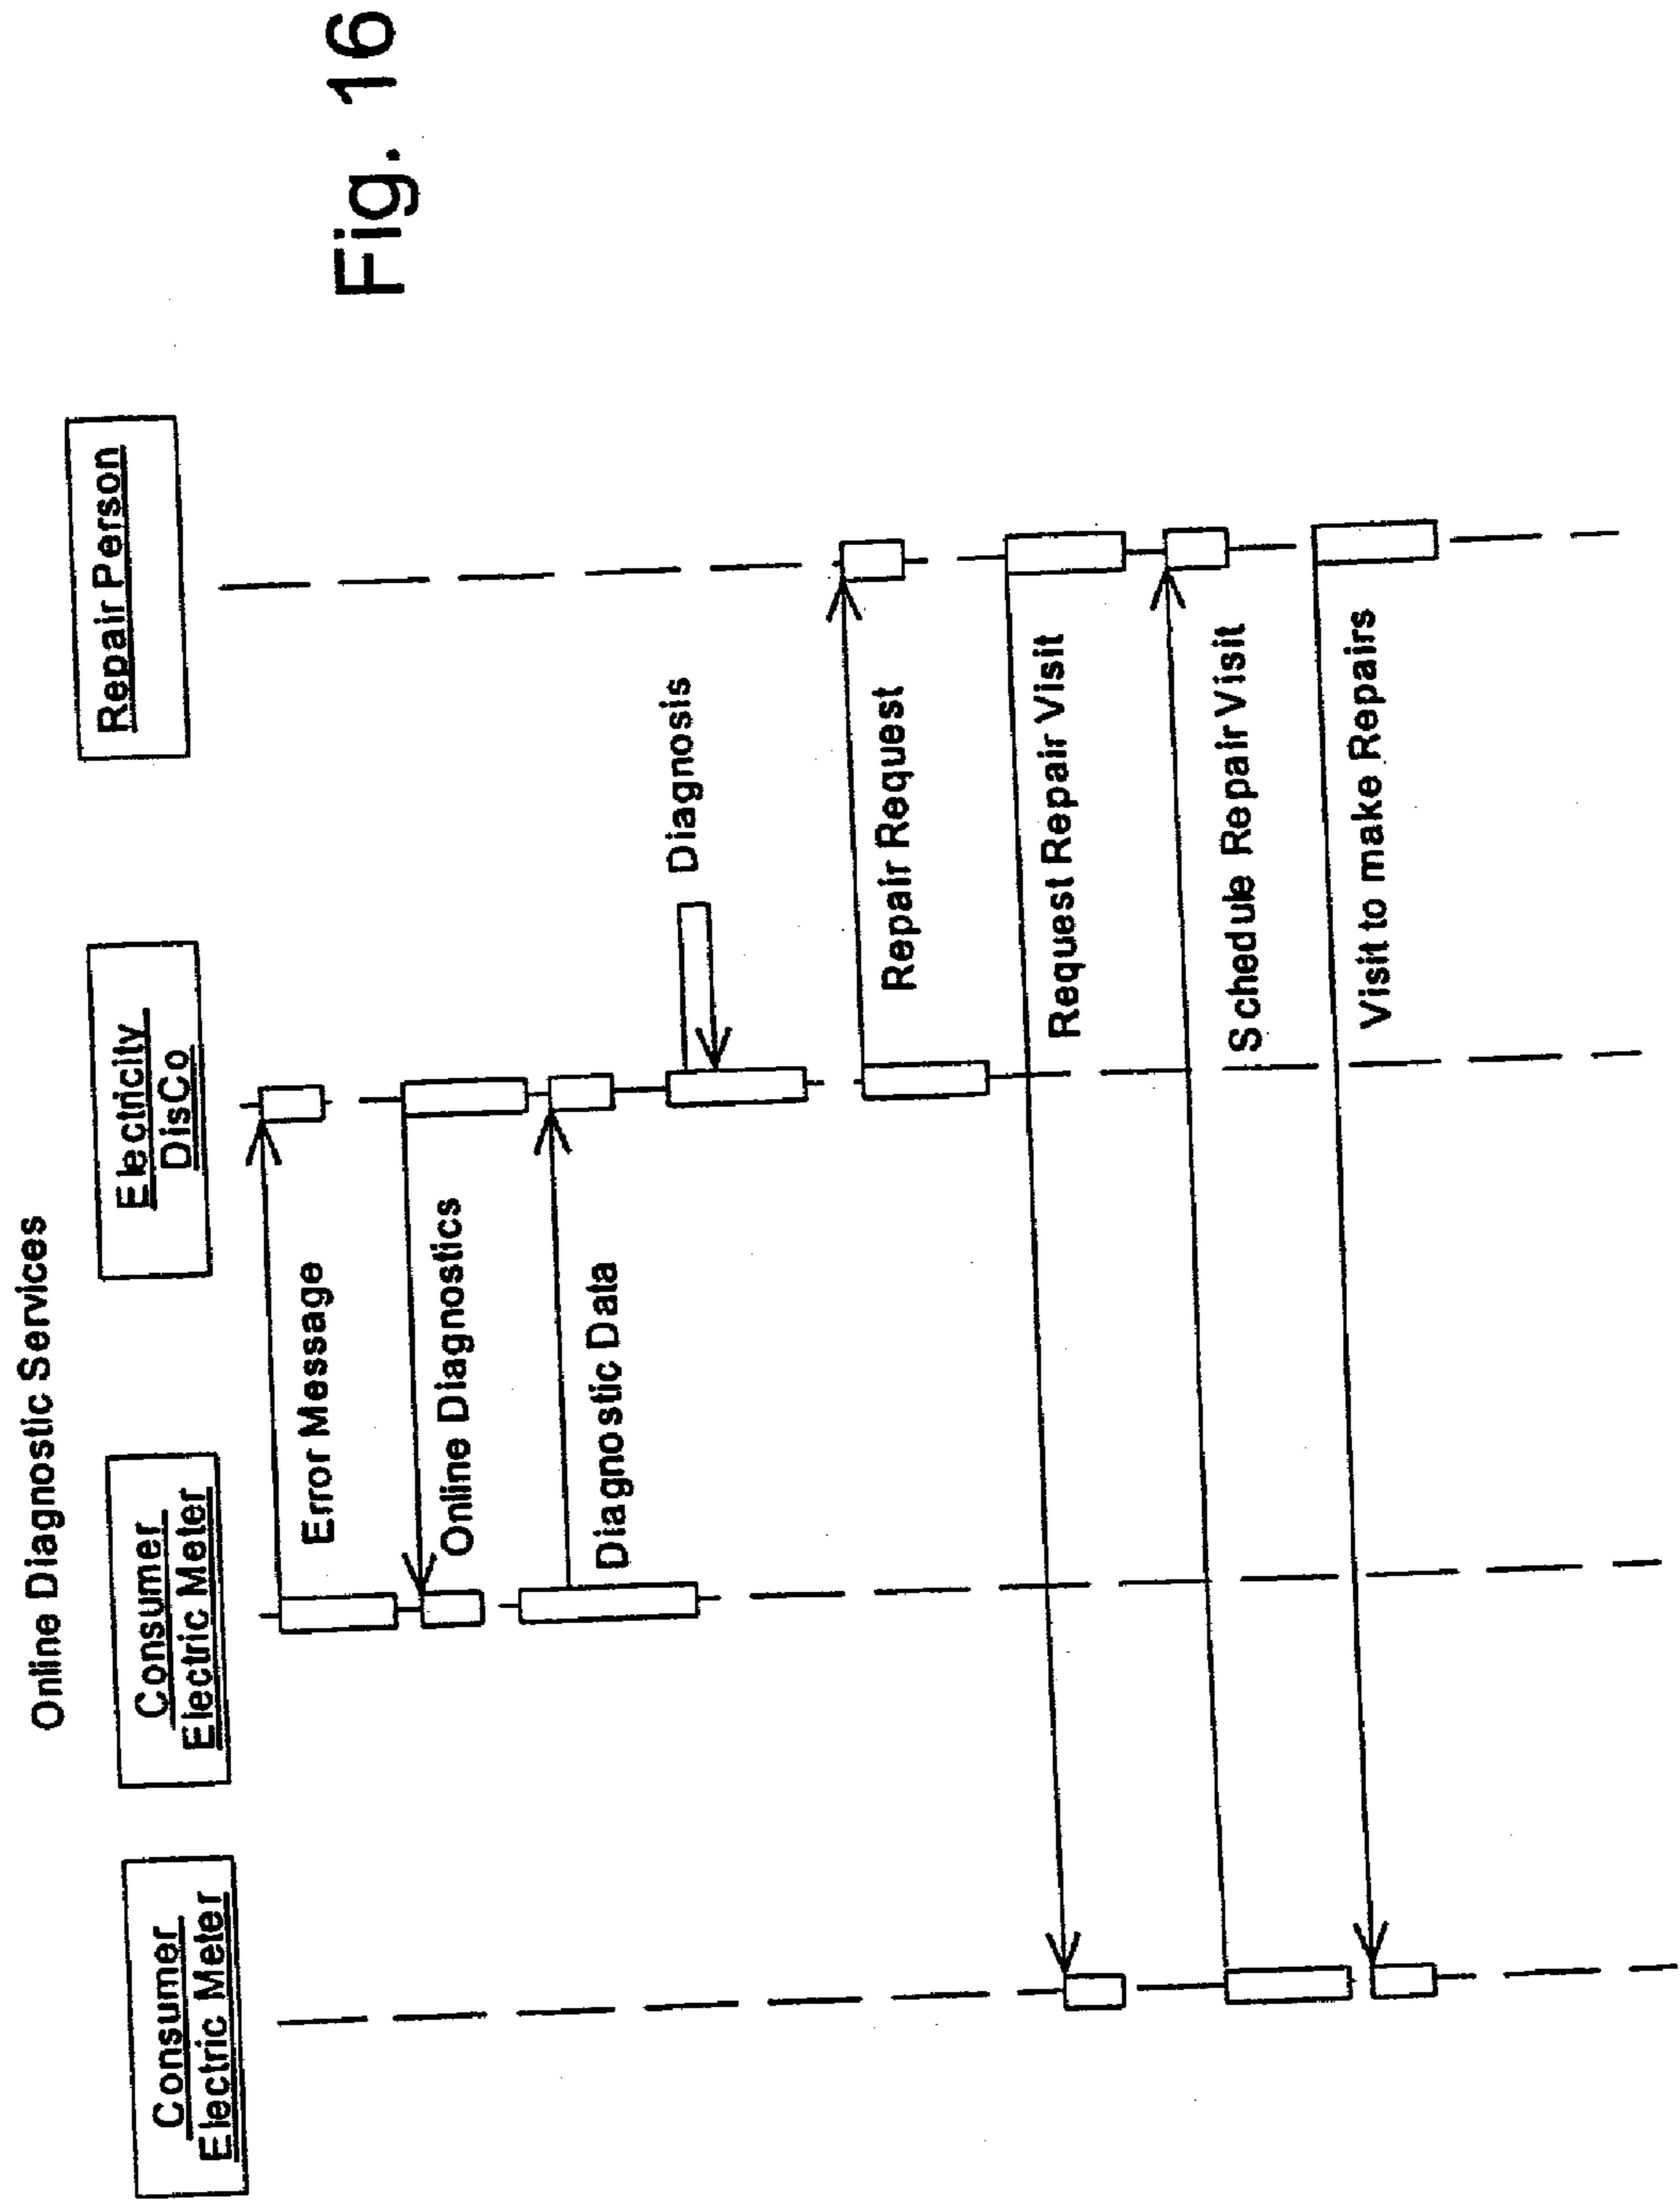 Online Diagnostic Services
Consumer
Electric Meter
Consumer
Electric Meter
Electricity
DisCo
Repair Person
Error Message
Online Diagnostics
Diagnostic Data
Diagnosis
Repair Request
Request Repair Visit
Schedule Repair Visit
Visit to make Repairs
Fig. 16